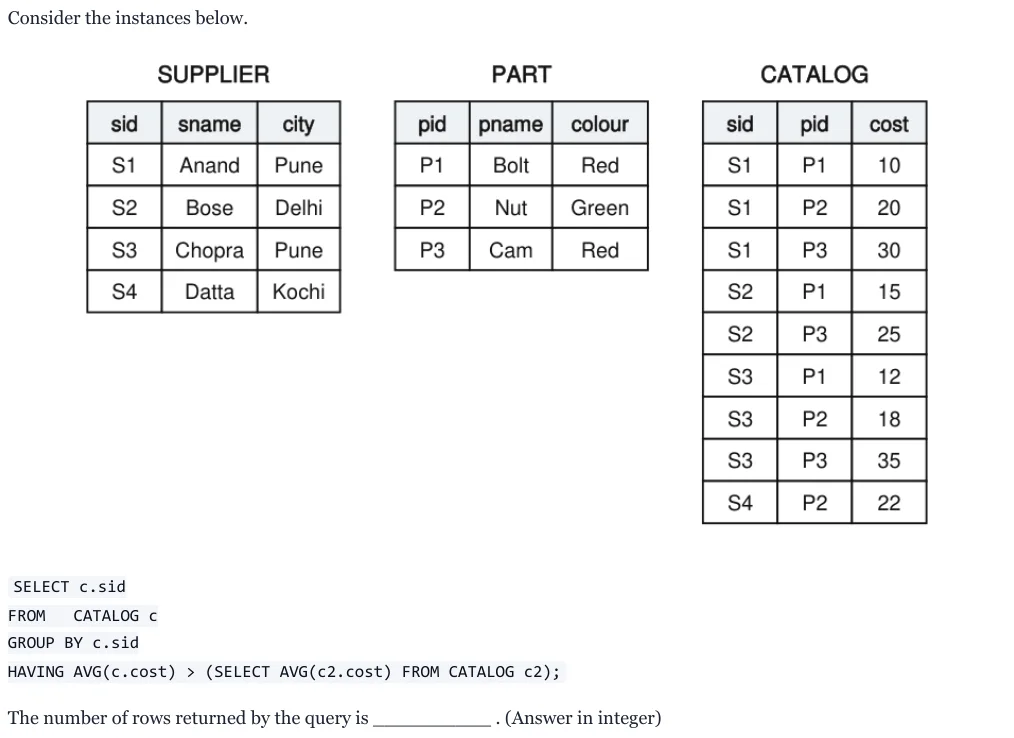 Consider the instances below.
SUPPLIER
sid sname city
S1 Anand Pune
S2 Bose Delhi
S3 Chopra Pune
S4 Datta Kochi
PART
pid pname colour
P1 Bolt Red
P2 Nut Green
P3 Cam Red
CATALOG
sid pid cost
S1 P1 10
S1 P2 20
S1 P3 30
S2 P1 15
S2 P3 25
S3 P1 12
S3 P2 18
S3 P3 35
S4 P2 22
SELECT c.sid
FROM CATALOG c
GROUP BY c.sid
HAVING AVG(c.cost) > (SELECT AVG(c2.cost) FROM CATALOG c2);
The number of rows returned by the query is ___________ . (Answer in integer)